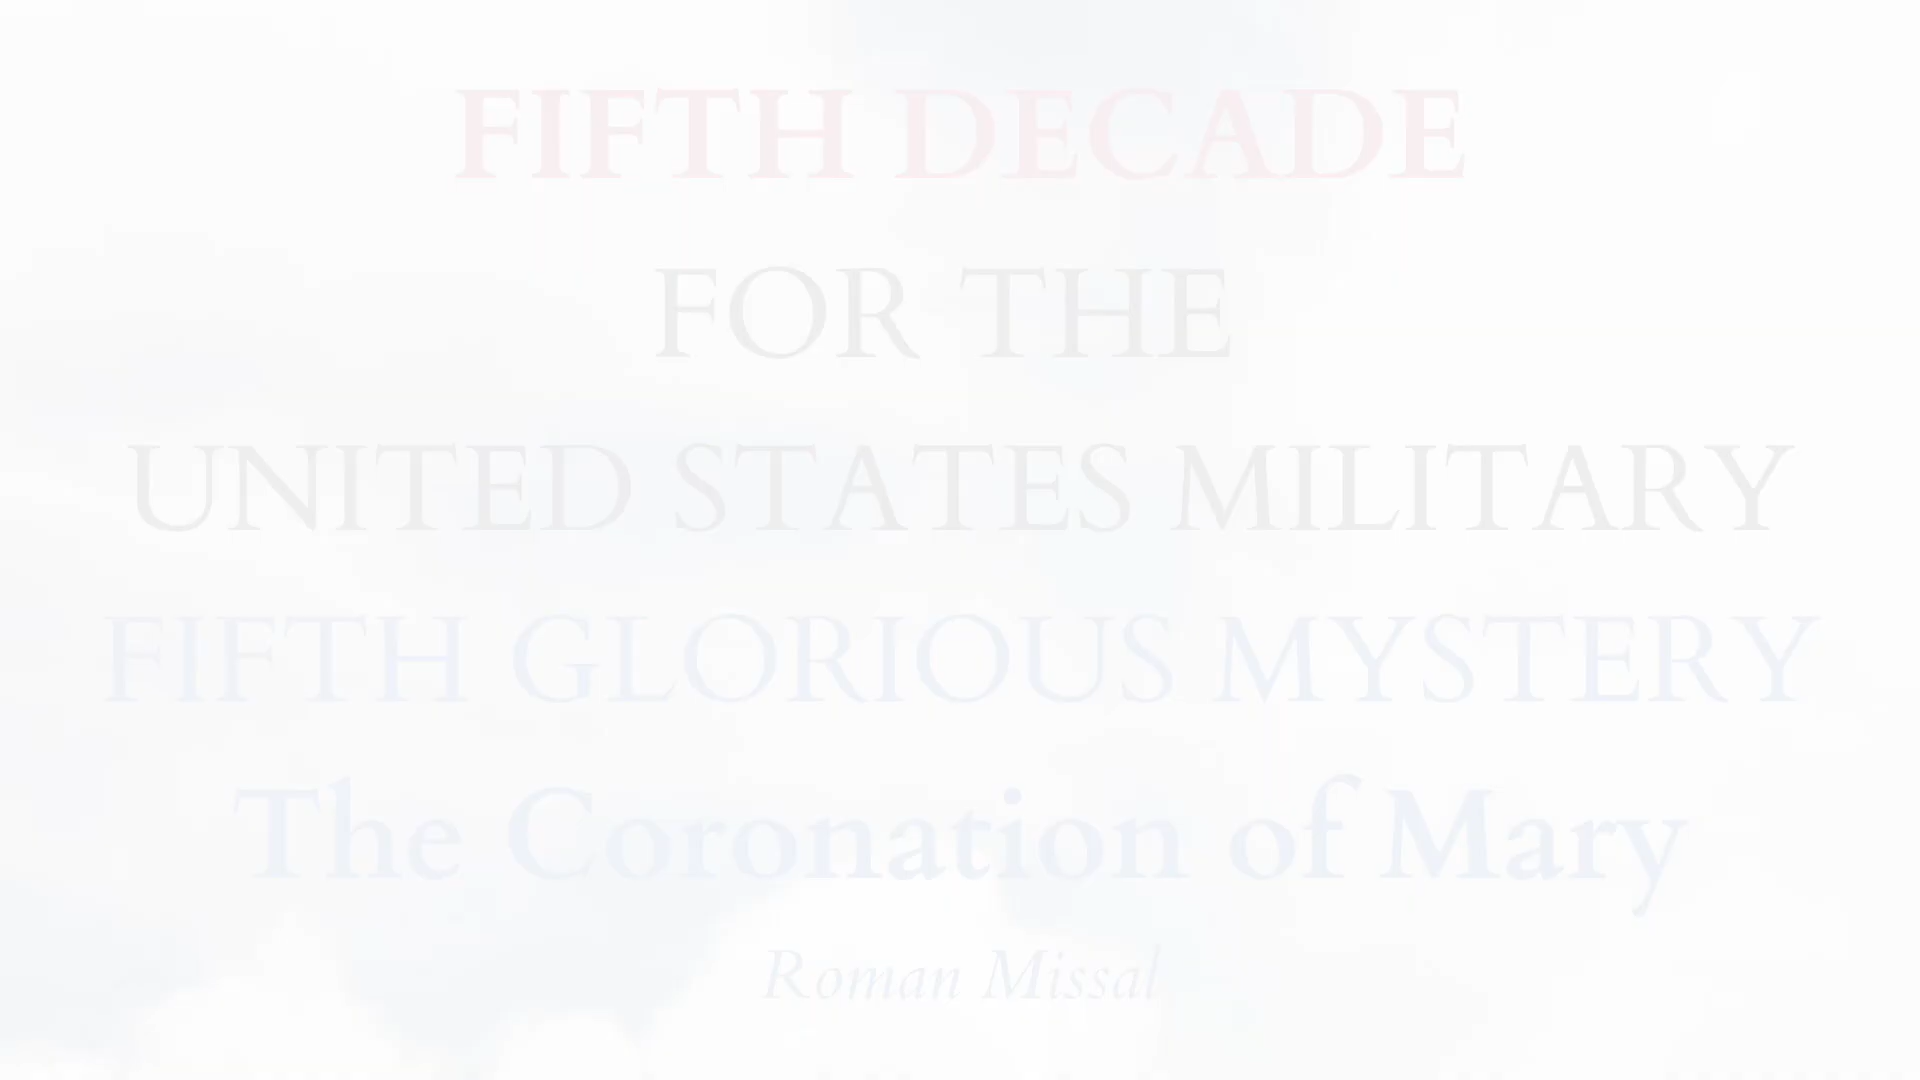 FIFTH DECADE
FOR THE
UNITED STATES MILITARY
FIFTH GLORIOUS MYSTERY
The Coronation of Mary
Roman Missal